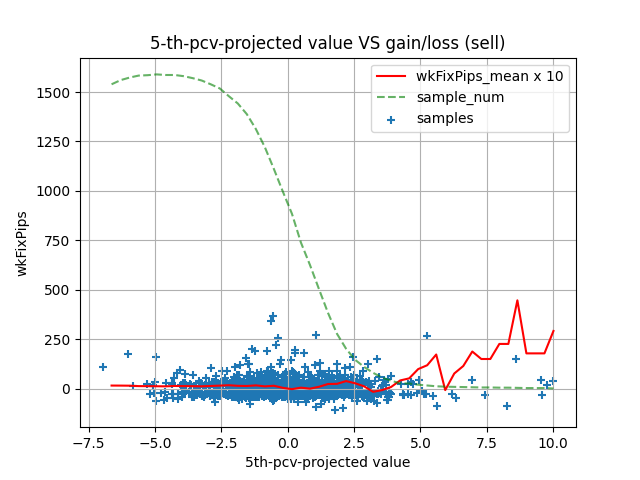 5-th-pcv-projected value VS gain/loss (sell)
wkFixPips_mean x 10
sample_num
samples
wkFixPips
1500
1250
1000
750
500
250
0
−7.5 −5.0 −2.5 0.0 2.5 5.0 7.5 10.0
5th-pcv-projected value